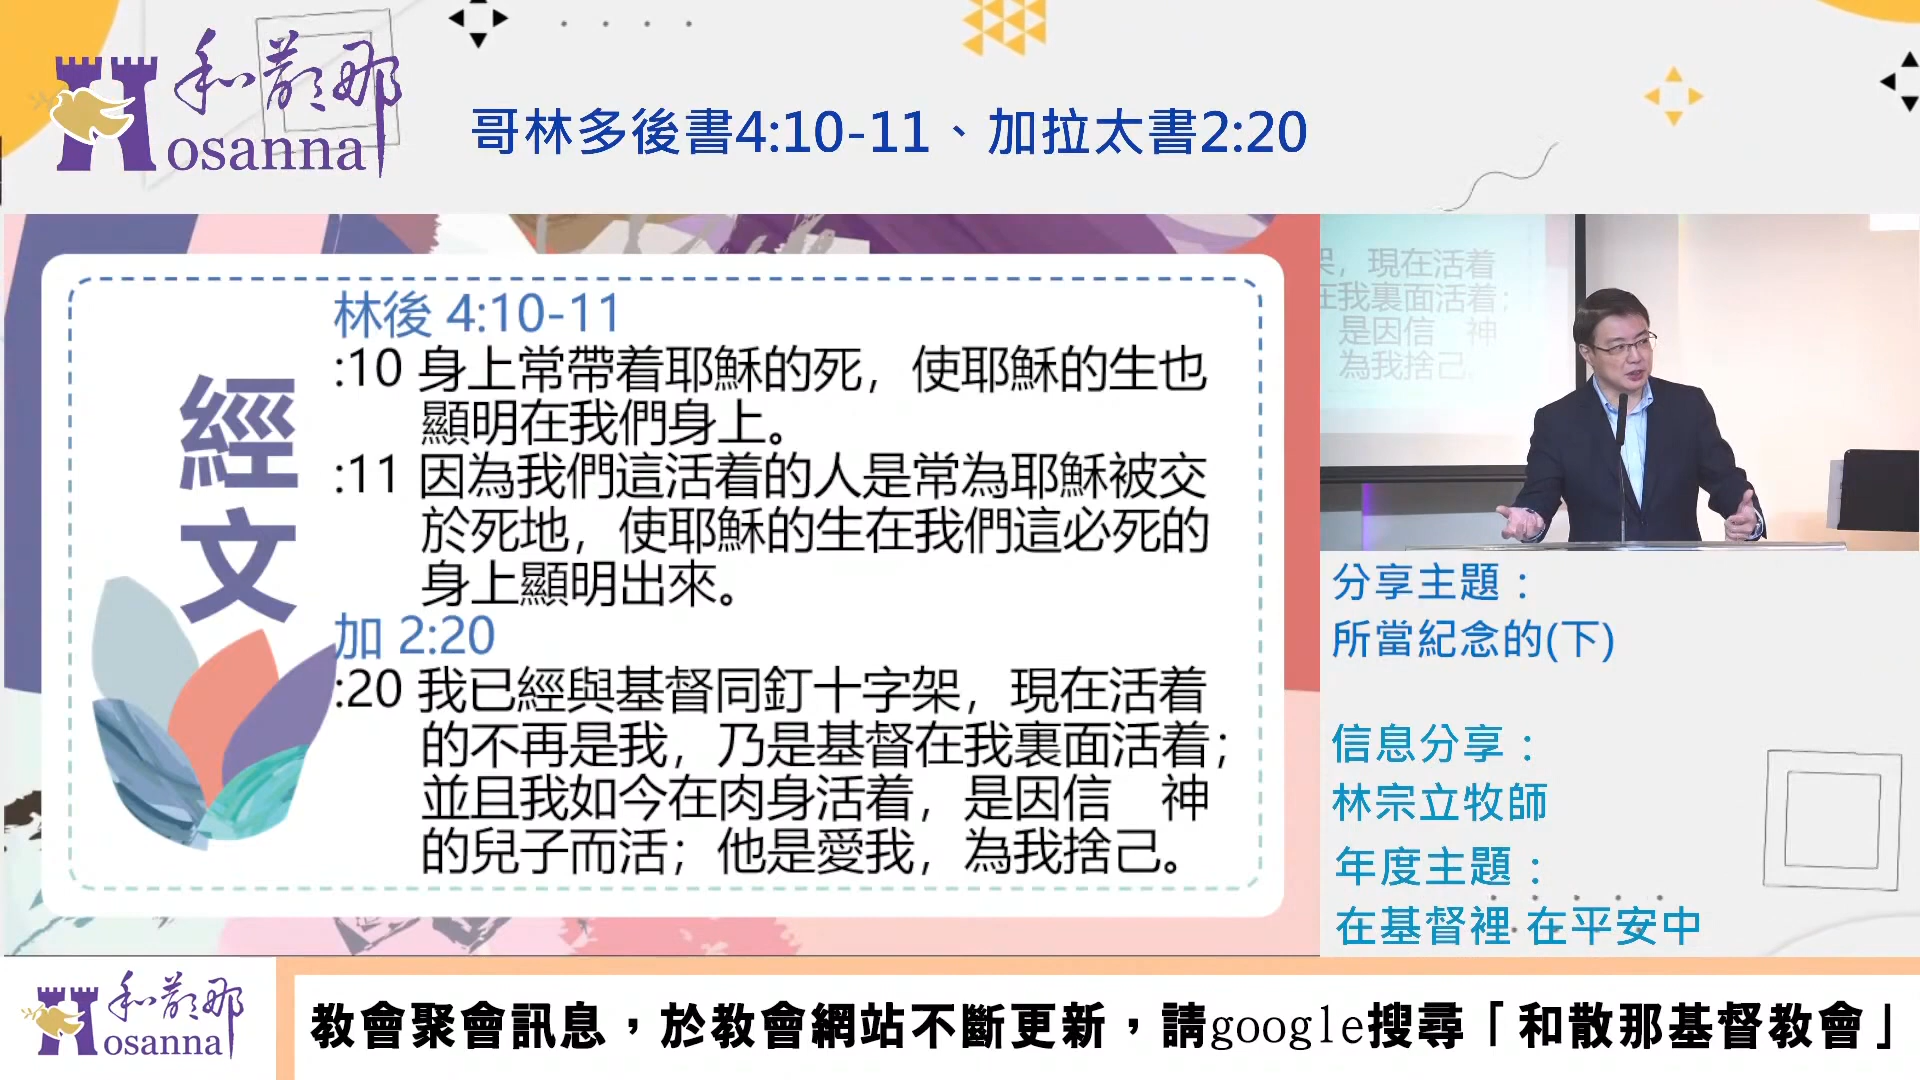 和散那
Hosanna
哥林多後書4:10-11、加拉太書2:20
經文
林後 4:10-11
:10 身上常帶着耶穌的死，使耶穌的生也
顯明在我們身上。
:11 因為我們這活着的人是常為耶穌被交
於死地，使耶穌的生在我們這必死的
身上顯明出來。
加 2:20
:20 我已經與基督同釘十字架，現在活着
的不再是我，乃是基督在我裏面活着；
並且我如今在肉身活着，是因信　神
的兒子而活；他是愛我，為我捨己。
架，現在活着
在我裏面活着；
是因信　神
為我捨己。
分享主題：
所當紀念的(下)
信息分享：
林宗立牧師
年度主題：
在基督裡 在平安中
和散那
Hosanna
教會聚會訊息，於教會網站不斷更新，請google搜尋「和散那基督教會」